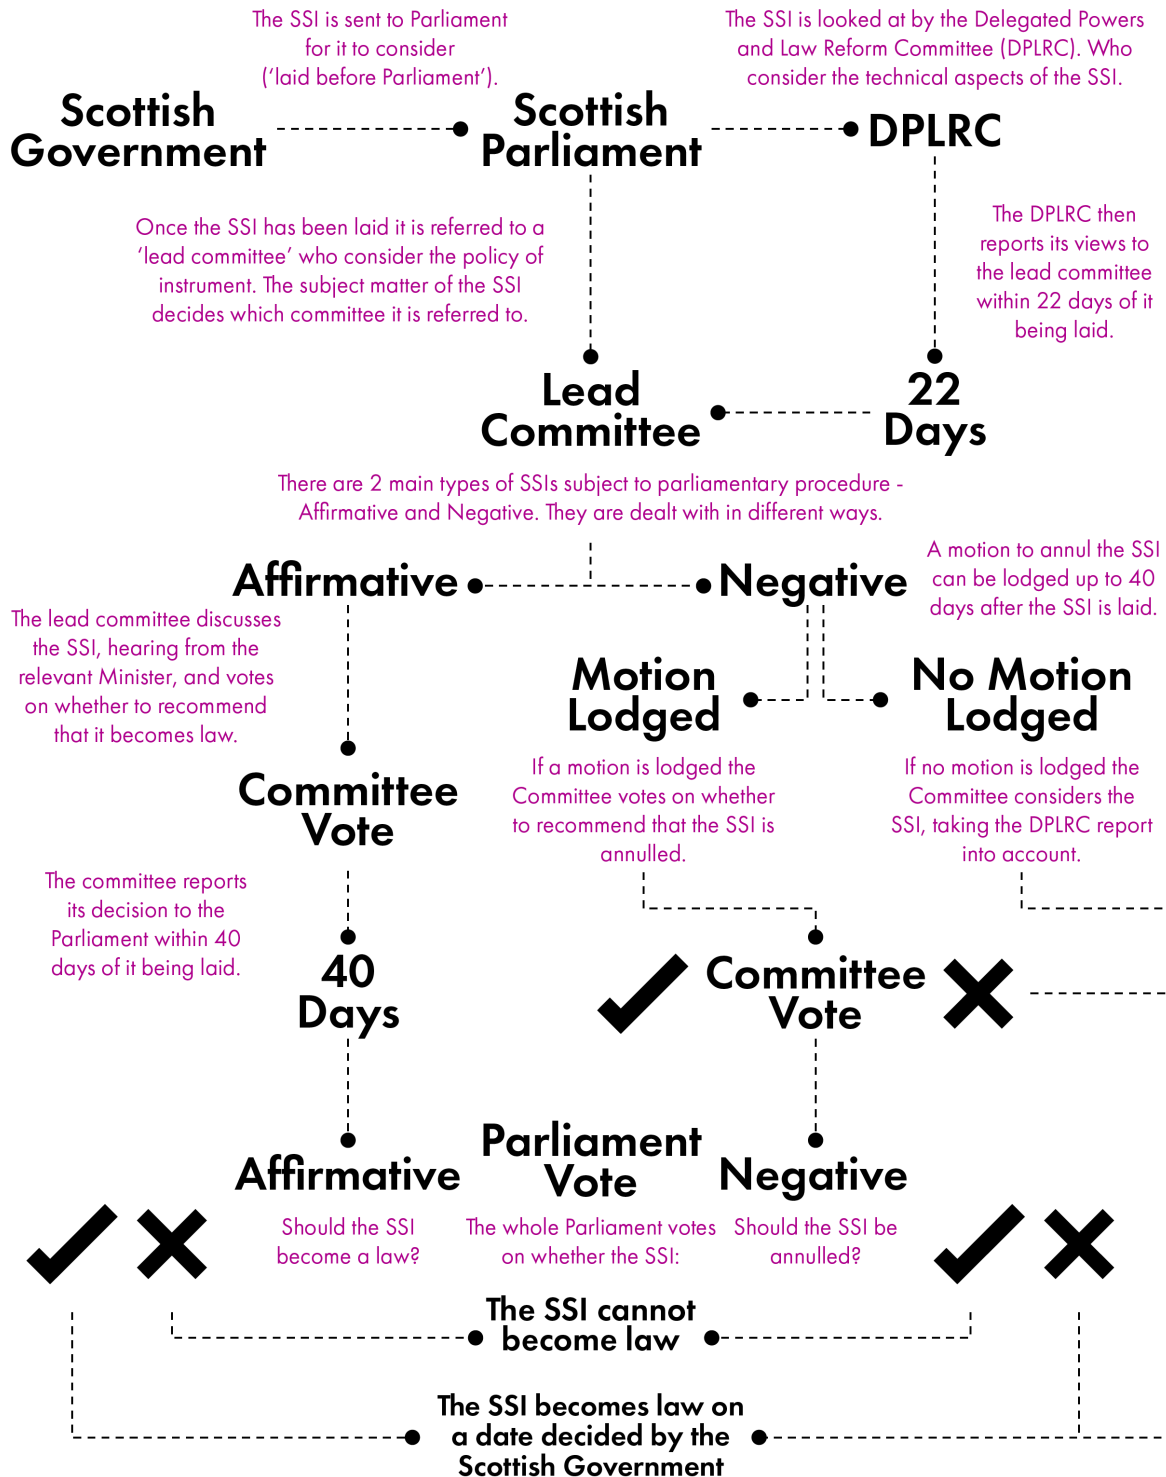 The SSI is sent to Parliament
for it to consider
(‘laid before Parliament’).
The SSI is looked at by the Delegated Powers
and Law Reform Committee (DPLRC). Who
consider the technical aspects of the SSI.
Scottish
Government
Scottish
Parliament
DPLRC
Once the SSI has been laid it is referred to a
‘lead committee’ who consider the policy of
instrument. The subject matter of the SSI
decides which committee it is referred to.
The DPLRC then
reports its views to
the lead committee
within 22 days of it
being laid.
Lead
Committee
22
Days
There are 2 main types of SSIs subject to parliamentary procedure -
Affirmative and Negative. They are dealt with in different ways.
Affirmative
Negative
A motion to annul the SSI
can be lodged up to 40
days after the SSI is laid.
The lead committee discusses
the SSI, hearing from the
relevant Minister, and votes
on whether to recommend
that it becomes law.
Motion
Lodged
No Motion
Lodged
If a motion is lodged the
Committee votes on whether
to recommend that the SSI is
annulled.
If no motion is lodged the
Committee considers the
SSI, taking the DPLRC report
into account.
Committee
Vote
The committee reports
its decision to the
Parliament within 40
days of it being laid.
40
Days
Committee
Vote
Affirmative
Parliament
Vote
Negative
Should the SSI
become a law?
The whole Parliament votes
on whether the SSI:
Should the SSI be
annulled?
The SSI cannot
become law
The SSI becomes law on
a date decided by the
Scottish Government